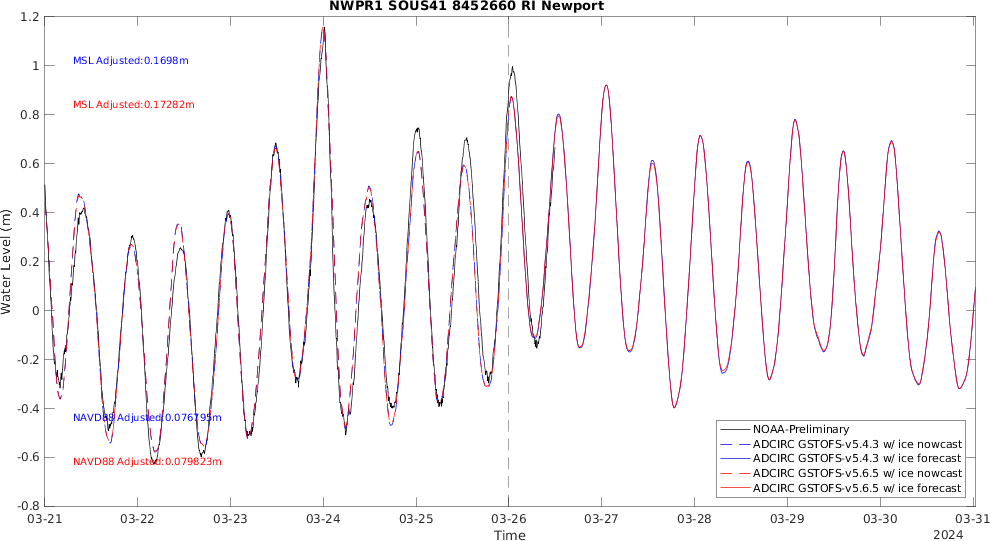 NWPR1 SOUS41 8452660 RI Newport
1.2
1
0.8
0.6
0.4
0.2
0
-0.2
-0.4
-0.6
-0.8
Water Level (m)
MSL Adjusted:0.1698m
MSL Adjusted:0.17282m
NAVD88 Adjusted:0.076795m
NAVD88 Adjusted:0.079823m
NOAA-Preliminary
ADCIRC GSTOFS-v5.4.3 w/ ice nowcast
ADCIRC GSTOFS-v5.4.3 w/ ice forecast
ADCIRC GSTOFS-v5.6.5 w/ ice nowcast
ADCIRC GSTOFS-v5.6.5 w/ ice forecast
03-21 03-22 03-23 03-24 03-25 03-26 03-27 03-28 03-29 03-30 03-31
Time
2024